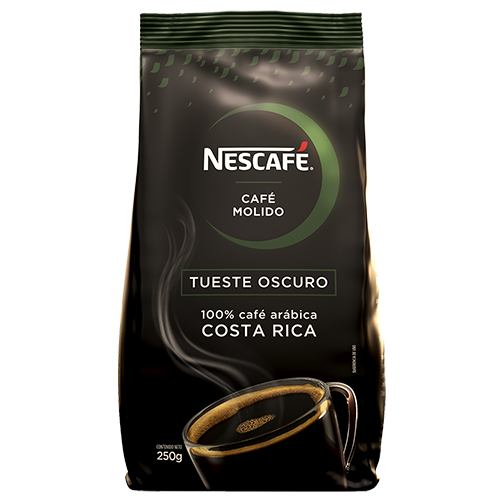 NESCAFÉ
CAFÉ
MOLIDO
TUESTE OSCURO
100% café arábica
COSTA RICA
CONTENIDO NETO
250g